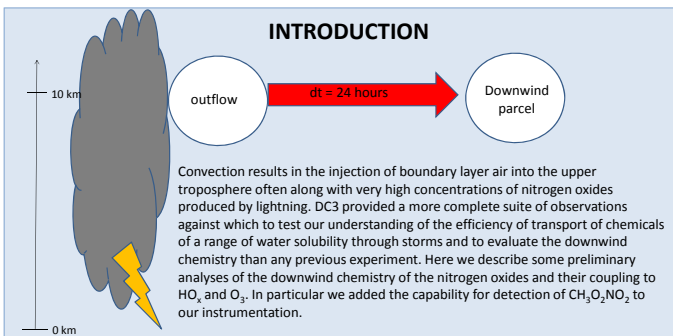 INTRODUCTION
10 km
outflow
dt = 24 hours
Downwind
parcel
Convection results in the injection of boundary layer air into the upper
troposphere often along with very high concentrations of nitrogen oxides
produced by lightning. DC3 provided a more complete suite of observations
against which to test our understanding of the efficiency of transport of chemicals
of a range of water solubility through storms and to evaluate the downwind
chemistry than any previous experiment. Here we describe some preliminary
analyses of the downwind chemistry of the nitrogen oxides and their coupling to
HOₓ and O₃. In particular we added the capability for detection of CH₃O₂NO₂ to
our instrumentation.
0 km